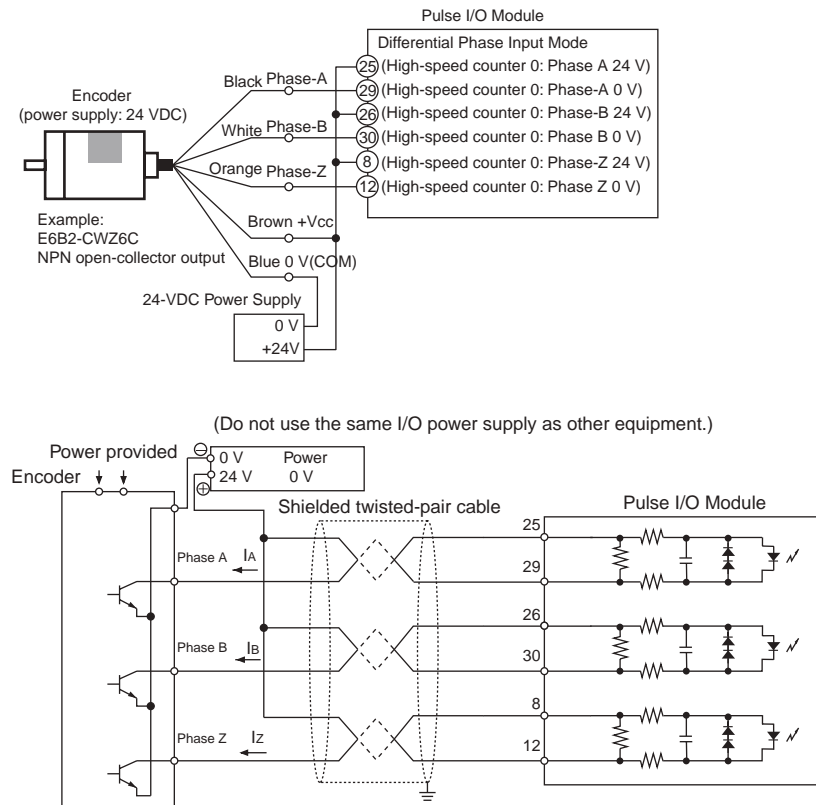 Pulse I/O Module
Differential Phase Input Mode
25 (High-speed counter 0: Phase A 24 V)
Black Phase-A
29 (High-speed counter 0: Phase-A 0 V)
Encoder
(power supply: 24 VDC)
26 (High-speed counter 0: Phase-B 24 V)
White Phase-B
30 (High-speed counter 0: Phase B 0 V)
8 (High-speed counter 0: Phase-Z 24 V)
Orange Phase-Z
12 (High-speed counter 0: Phase Z 0 V)
Example:
E6B2-CWZ6C
NPN open-collector output
Brown +Vcc
Blue 0 V(COM)
24-VDC Power Supply
0 V
+24V
(Do not use the same I/O power supply as other equipment.)
Power provided
Encoder
0 V Power
24 V 0 V
Shielded twisted-pair cable
Pulse I/O Module
25
Phase A IA
29
26
Phase B IB
30
8
Phase Z IZ
12